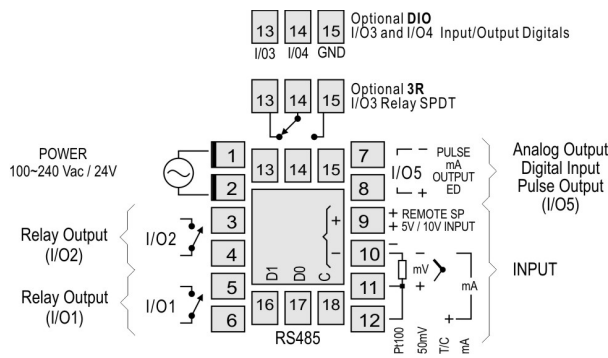 13 14 15 Optional DIO
I/O3 and I/O4 Input/Output Digitals
I/03 I/04 GND
Optional 3R
13 14 15 I/O3 Relay SPDT
POWER
100~240 Vac / 24V
1
2
13 14 15
7
8
I/O5
PULSE
mA
OUTPUT
ED
– –
– +
Analog Output
Digital Input
Pulse Output
(I/O5)
Relay Output
(I/O2)
I/O2
3
4
+
–
9
10
+ REMOTE SP
+ 5V / 10V INPUT
–
Relay Output
(I/O1)
I/O1
5
6
D1 D0 C
16 17 18
RS485
11
12
–
mV
+
mA
+
Pt100
50mV
T/C
mA
INPUT